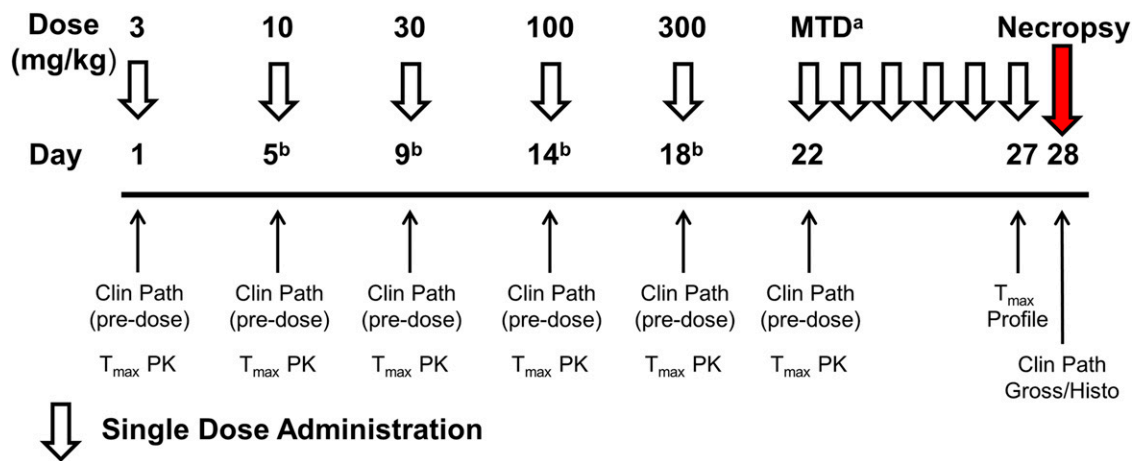 Dose 3 10 30 100 300 MTDᵃ Necropsy
(mg/kg)
Day 1 5ᵇ 9ᵇ 14ᵇ 18ᵇ 22 27 28
Clin Path Clin Path Clin Path Clin Path Clin Path Clin Path Tmax
(pre-dose) (pre-dose) (pre-dose) (pre-dose) (pre-dose) (pre-dose) Profile
Tmax PK Tmax PK Tmax PK Tmax PK Tmax PK Tmax PK Clin Path
Gross/Histo
Single Dose Administration